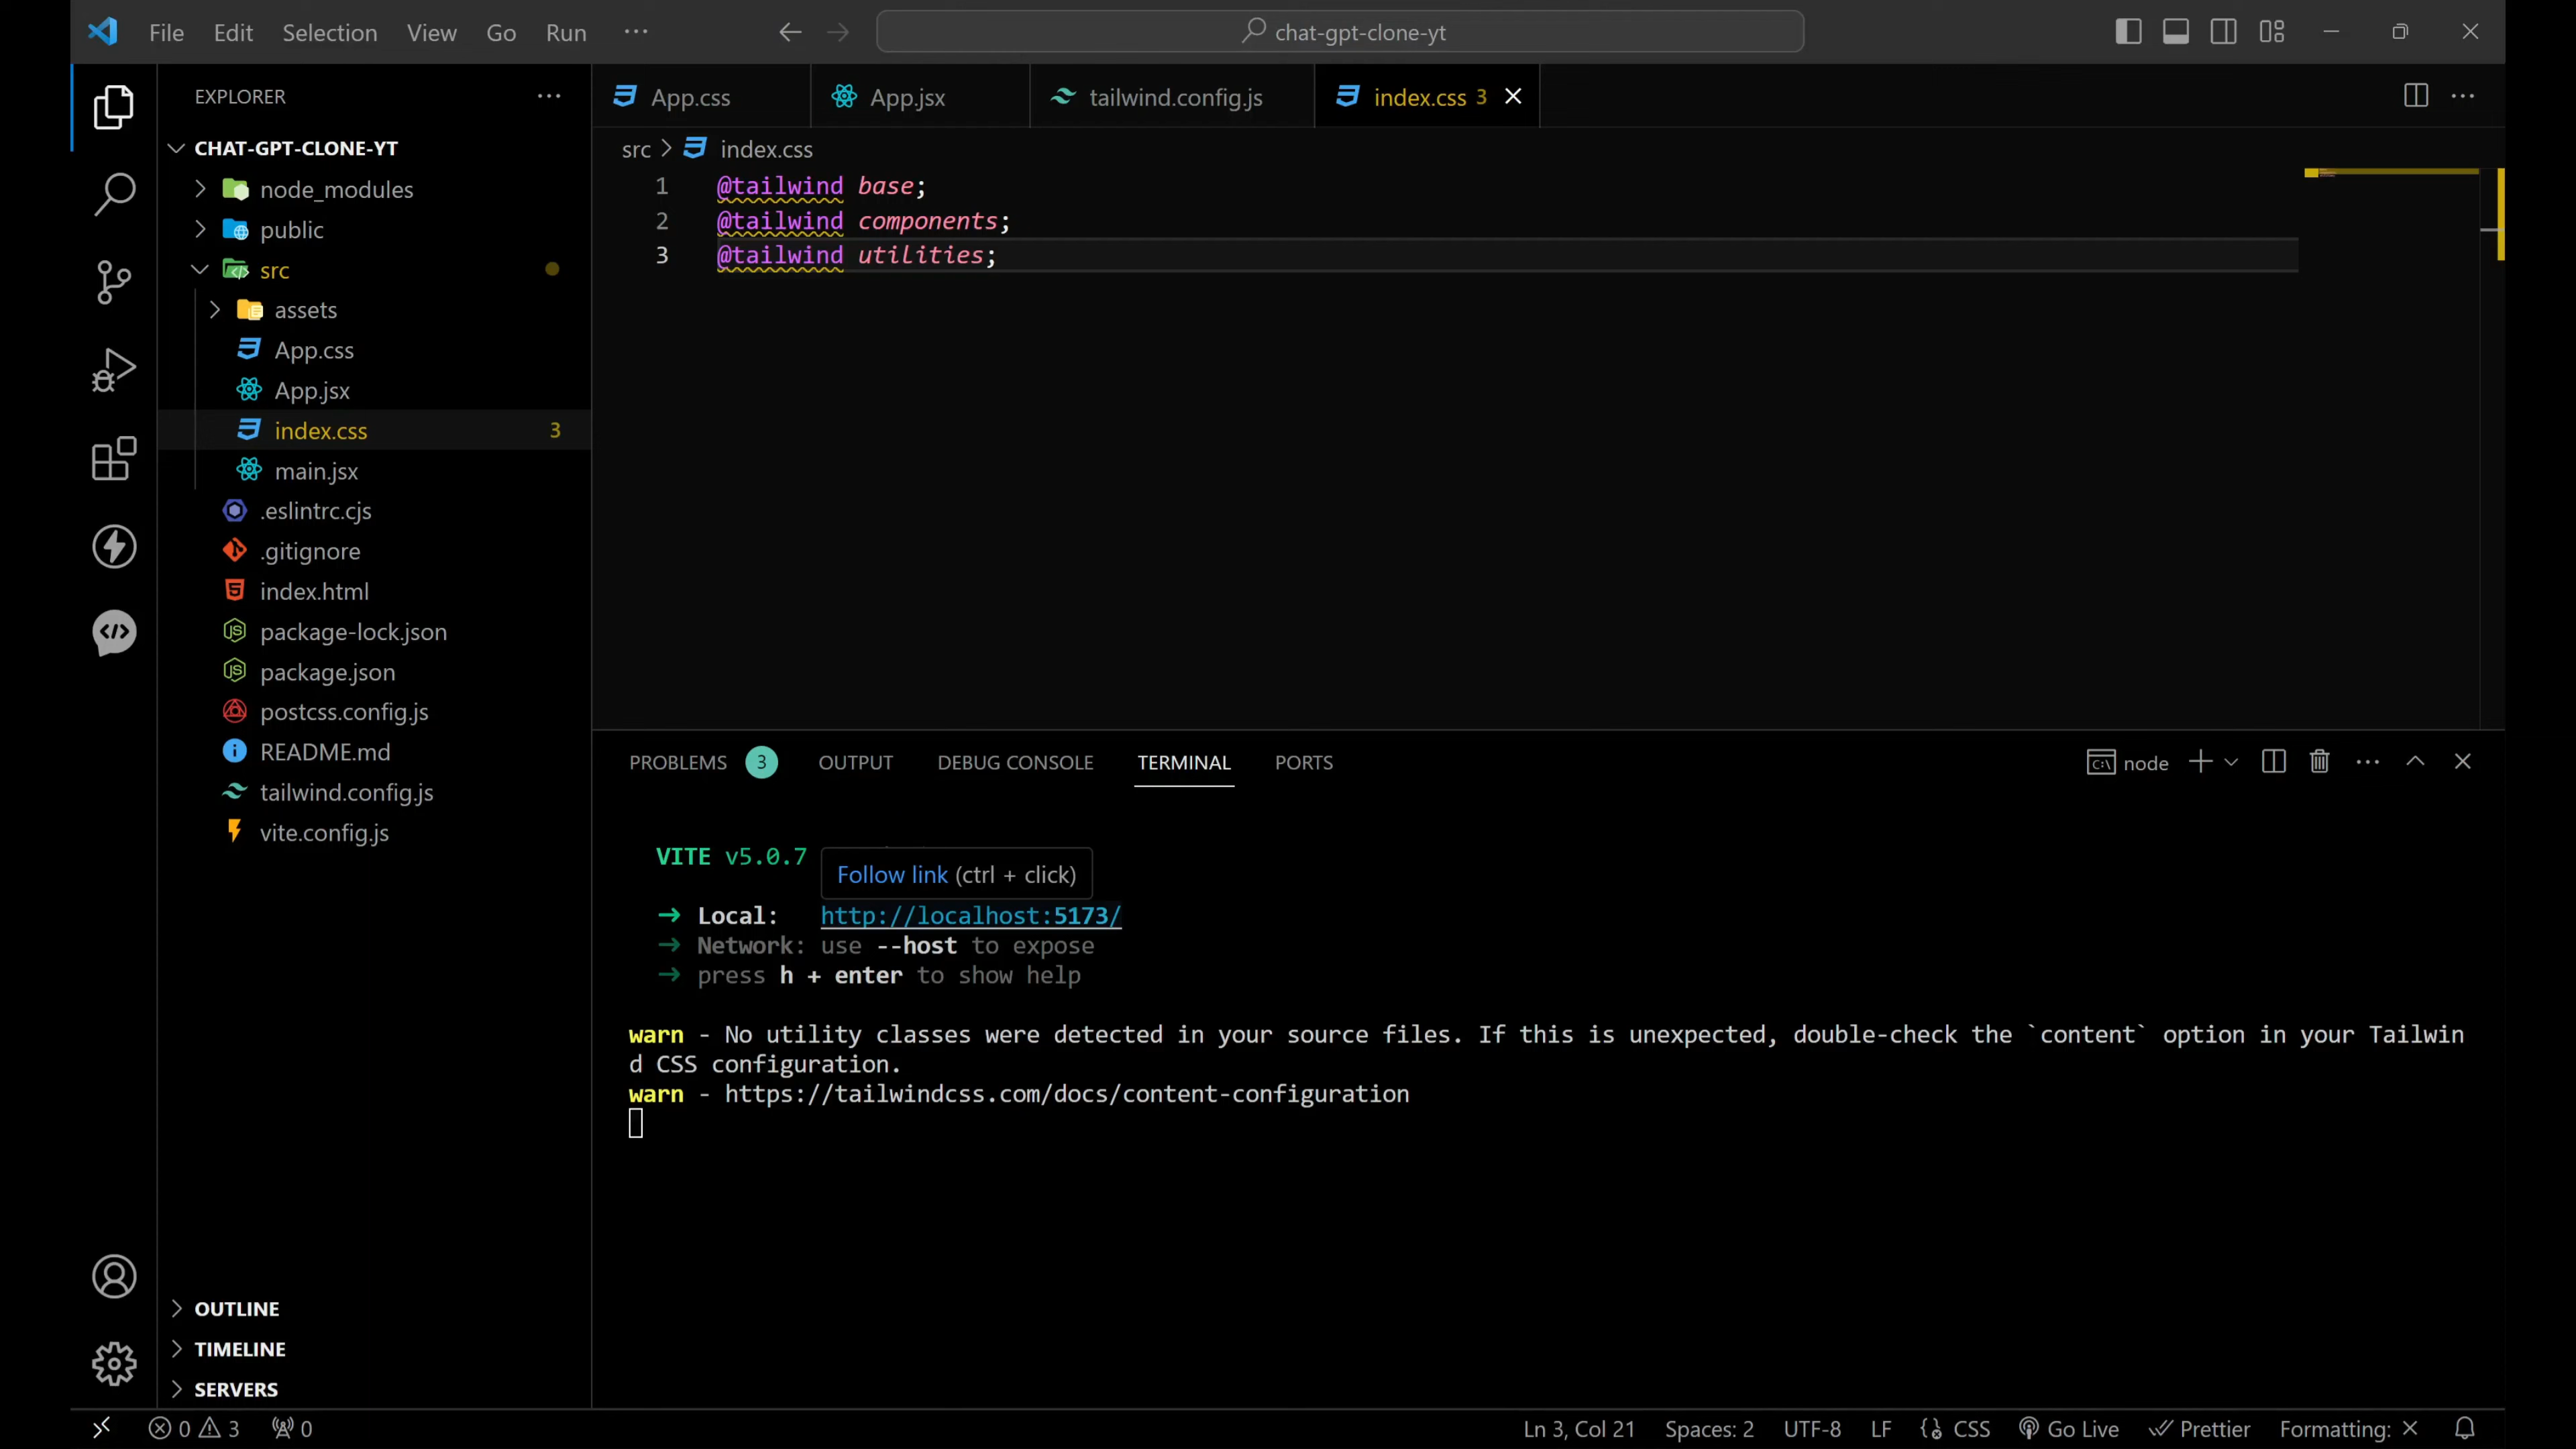 File Edit Selection View Go Run ···
chat-gpt-clone-yt
EXPLORER ···
CHAT-GPT-CLONE-YT
node_modules
public
src
assets
App.css
App.jsx
index.css 3
main.jsx
.eslintrc.cjs
.gitignore
index.html
package-lock.json
package.json
postcss.config.js
README.md
tailwind.config.js
vite.config.js
OUTLINE
TIMELINE
SERVERS
App.css App.jsx tailwind.config.js index.css 3
src > index.css
1 @tailwind base;
2 @tailwind components;
3 @tailwind utilities;
PROBLEMS 3 OUTPUT DEBUG CONSOLE TERMINAL PORTS node
VITE v5.0.7
Follow link (ctrl + click)
➜ Local: http://localhost:5173/
➜ Network: use --host to expose
➜ press h + enter to show help
warn - No utility classes were detected in your source files. If this is unexpected, double-check the `content` option in your Tailwin
d CSS configuration.
warn - https://tailwindcss.com/docs/content-configuration
0 3 0 Ln 3, Col 21 Spaces: 2 UTF-8 LF CSS Go Live Prettier Formatting: ×